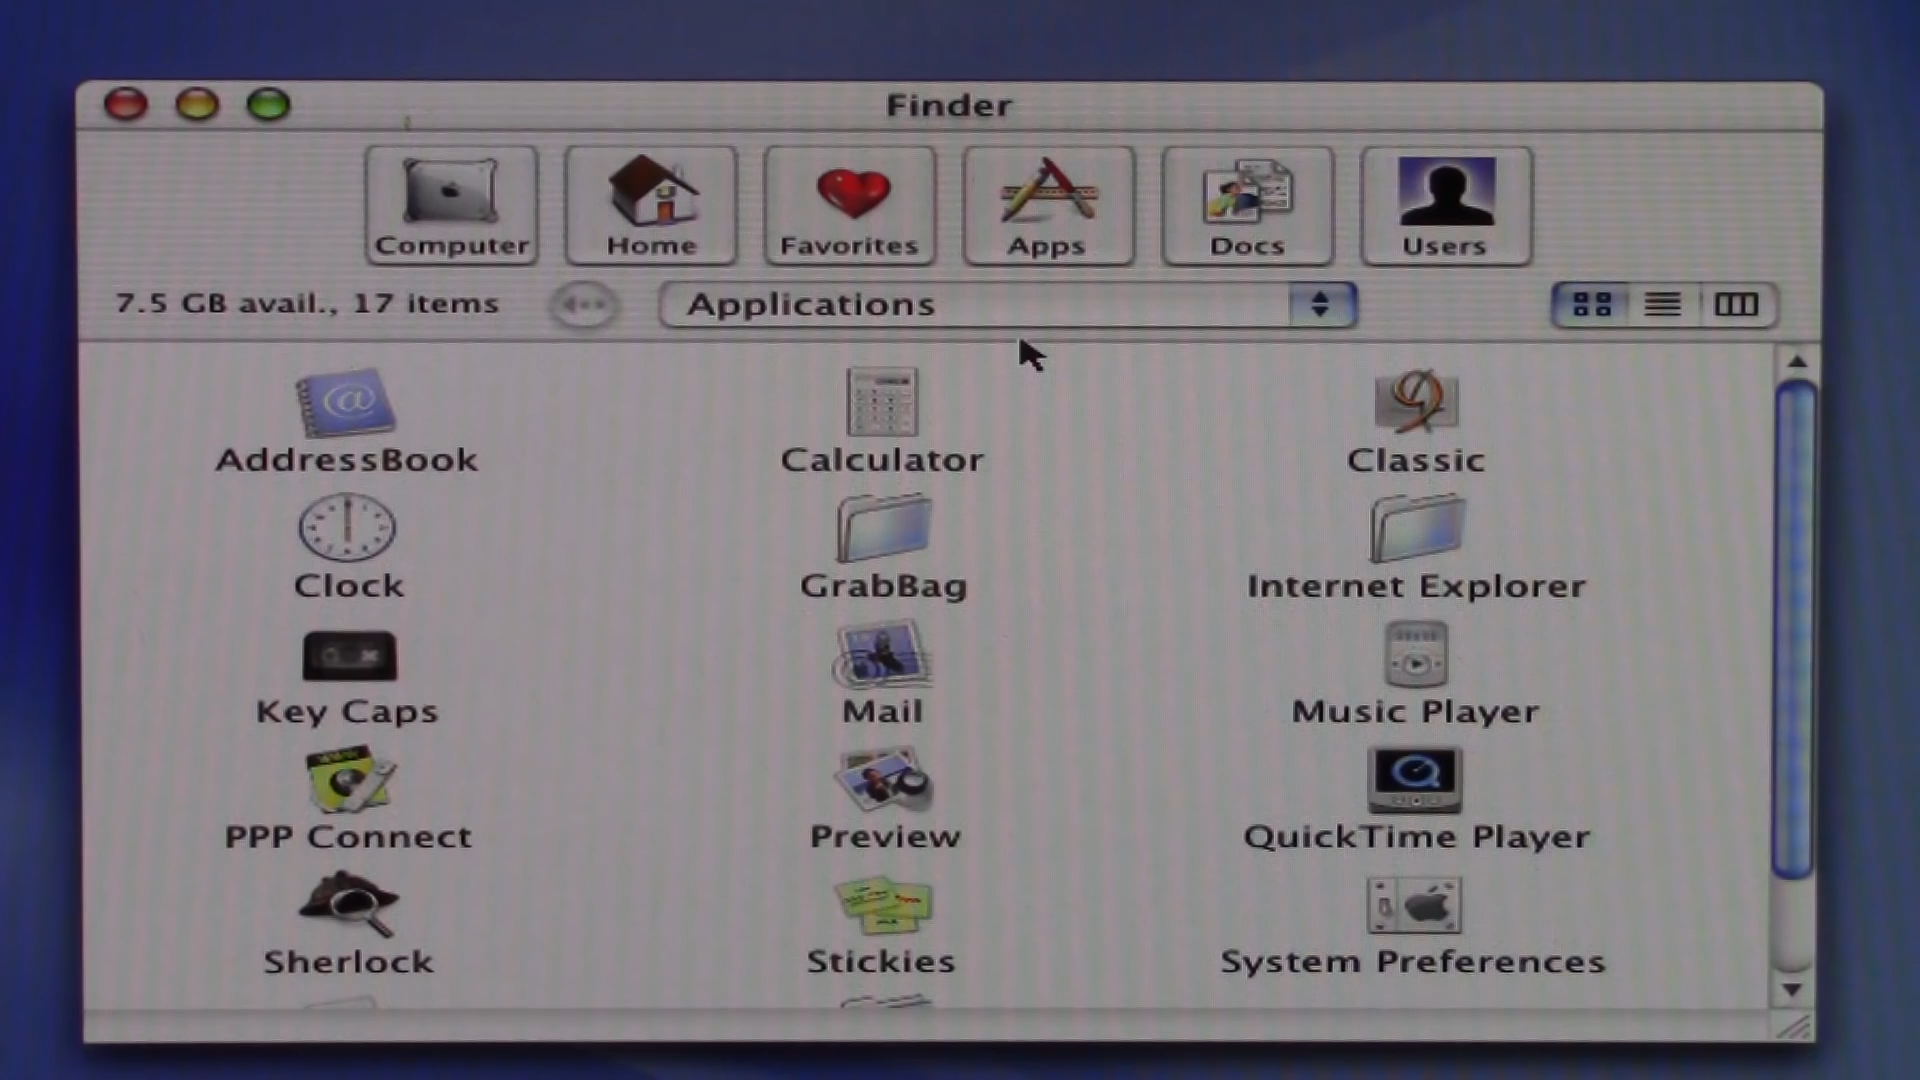 Finder
Computer Home Favorites Apps Docs Users
7.5 GB avail., 17 items Applications
AddressBook Calculator Classic
Clock GrabBag Internet Explorer
Key Caps Mail Music Player
PPP Connect Preview QuickTime Player
Sherlock Stickies System Preferences